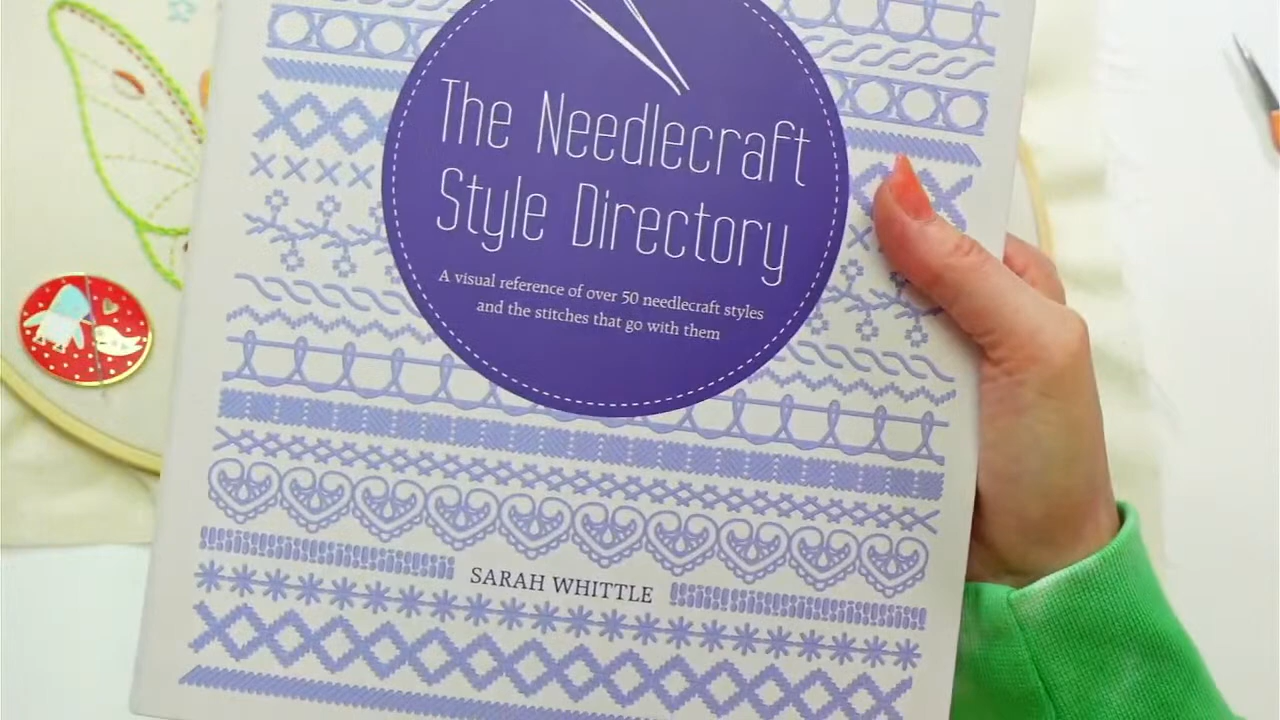 The Needlecraft
Style Directory
A visual reference of over 50 needlecraft styles
and the stitches that go with them
SARAH WHITTLE